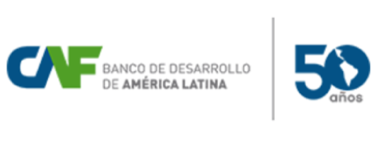 CAF BANCO DE DESARROLLO
DE AMÉRICA LATINA
50
años